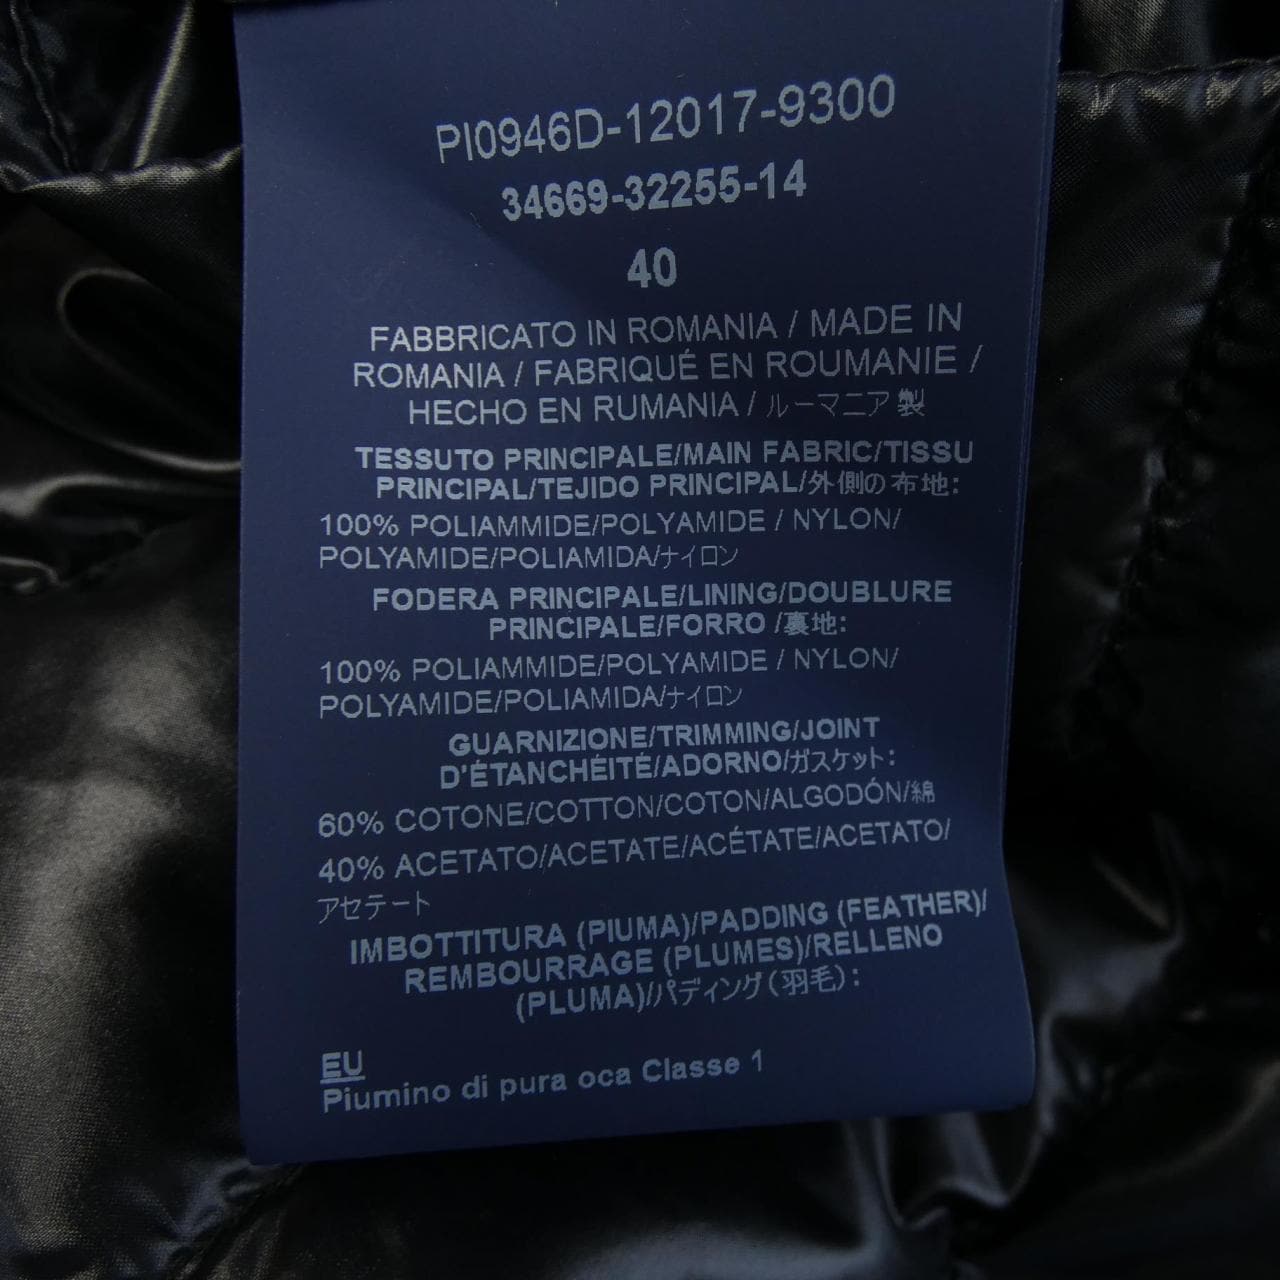 PI0946D-12017-9300
34669-32255-14
40
FABBRICATO IN ROMANIA / MADE IN
ROMANIA / FABRIQUÉ EN ROUMANIE /
HECHO EN RUMANIA / ルーマニア製
TESSUTO PRINCIPALE/MAIN FABRIC/TISSU
PRINCIPAL/TEJIDO PRINCIPAL/外側の布地:
100% POLIAMMIDE/POLYAMIDE / NYLON/
POLYAMIDE/POLIAMIDA/ナイロン
FODERA PRINCIPALE/LINING/DOUBLURE
PRINCIPALE/FORRO /裏地:
100% POLIAMMIDE/POLYAMIDE / NYLON/
POLYAMIDE/POLIAMIDA/ナイロン
GUARNIZIONE/TRIMMING/JOINT
D'ÉTANCHÉITÉ/ADORNO/ガスケット:
60% COTONE/COTTON/COTON/ALGODÓN/綿
40% ACETATO/ACETATE/ACÉTATE/ACETATO/
アセテート
IMBOTTITURA (PIUMA)/PADDING (FEATHER)/
REMBOURRAGE (PLUMES)/RELLENO
(PLUMA)//パディング(羽毛):
EU
Piumino di pura oca Classe 1